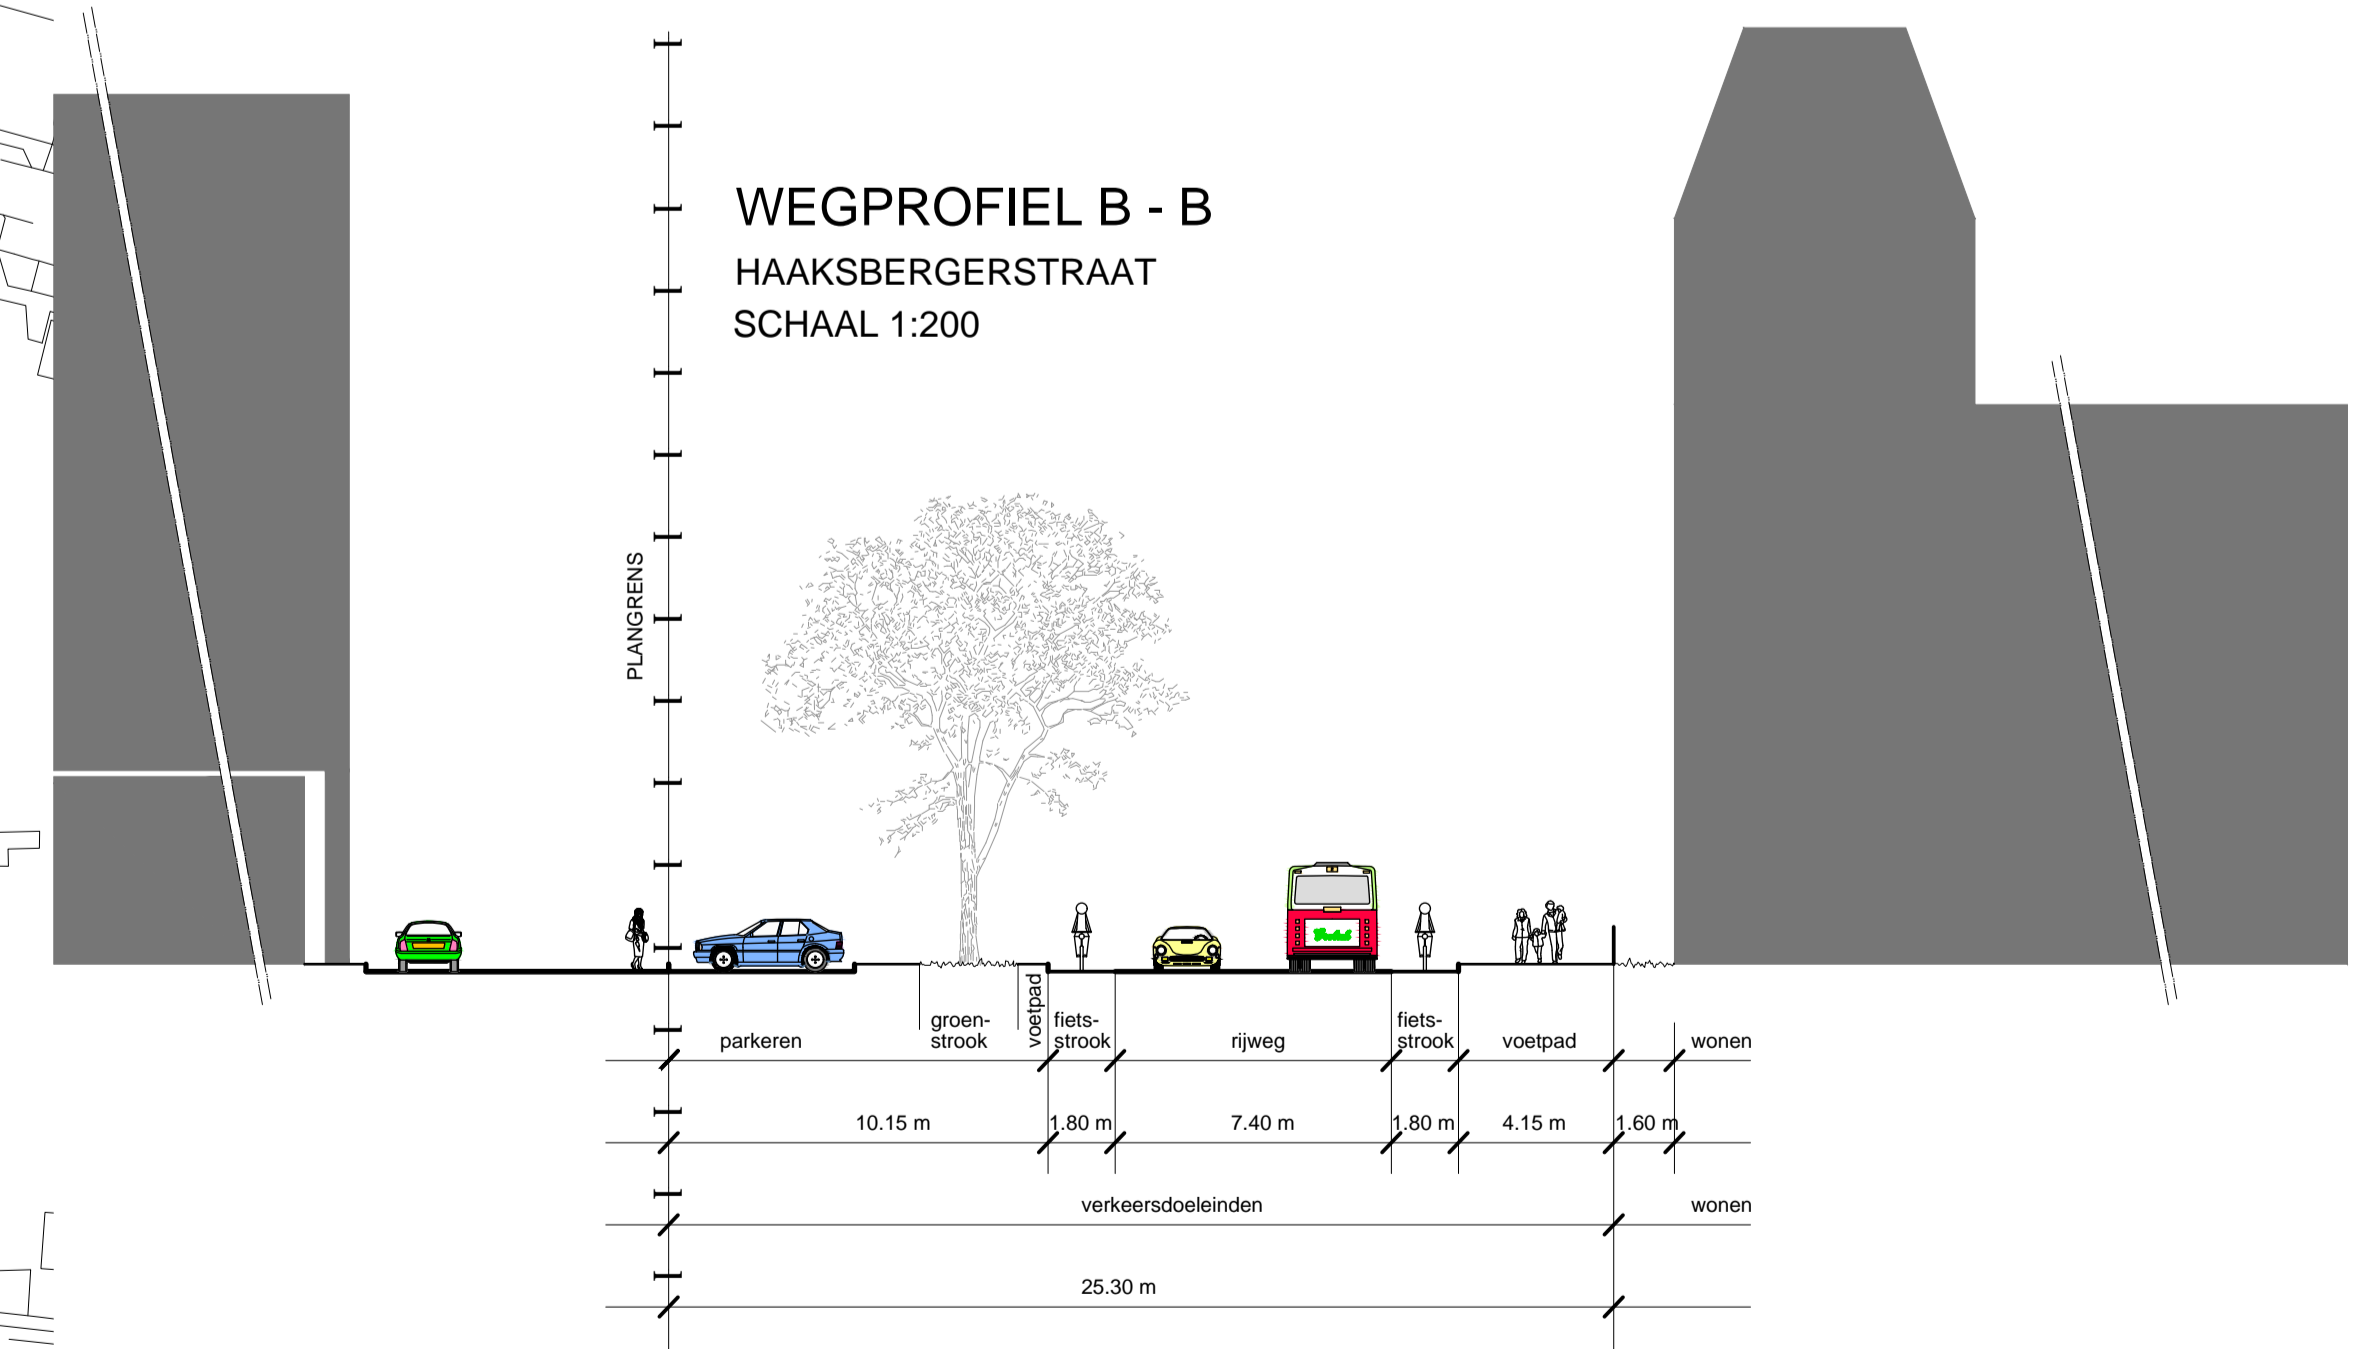 WEGPROFIEL B - B
HAAKSBERGERSTRAAT
SCHAAL 1:200
PLANGRENS
parkeren
groen-
strook
voetpad
fiets-
strook
rijweg
fiets-
strook
voetpad
wonen
10.15 m
1.80 m
7.40 m
1.80 m
4.15 m
1.60 m
verkeersdoeleinden
wonen
25.30 m